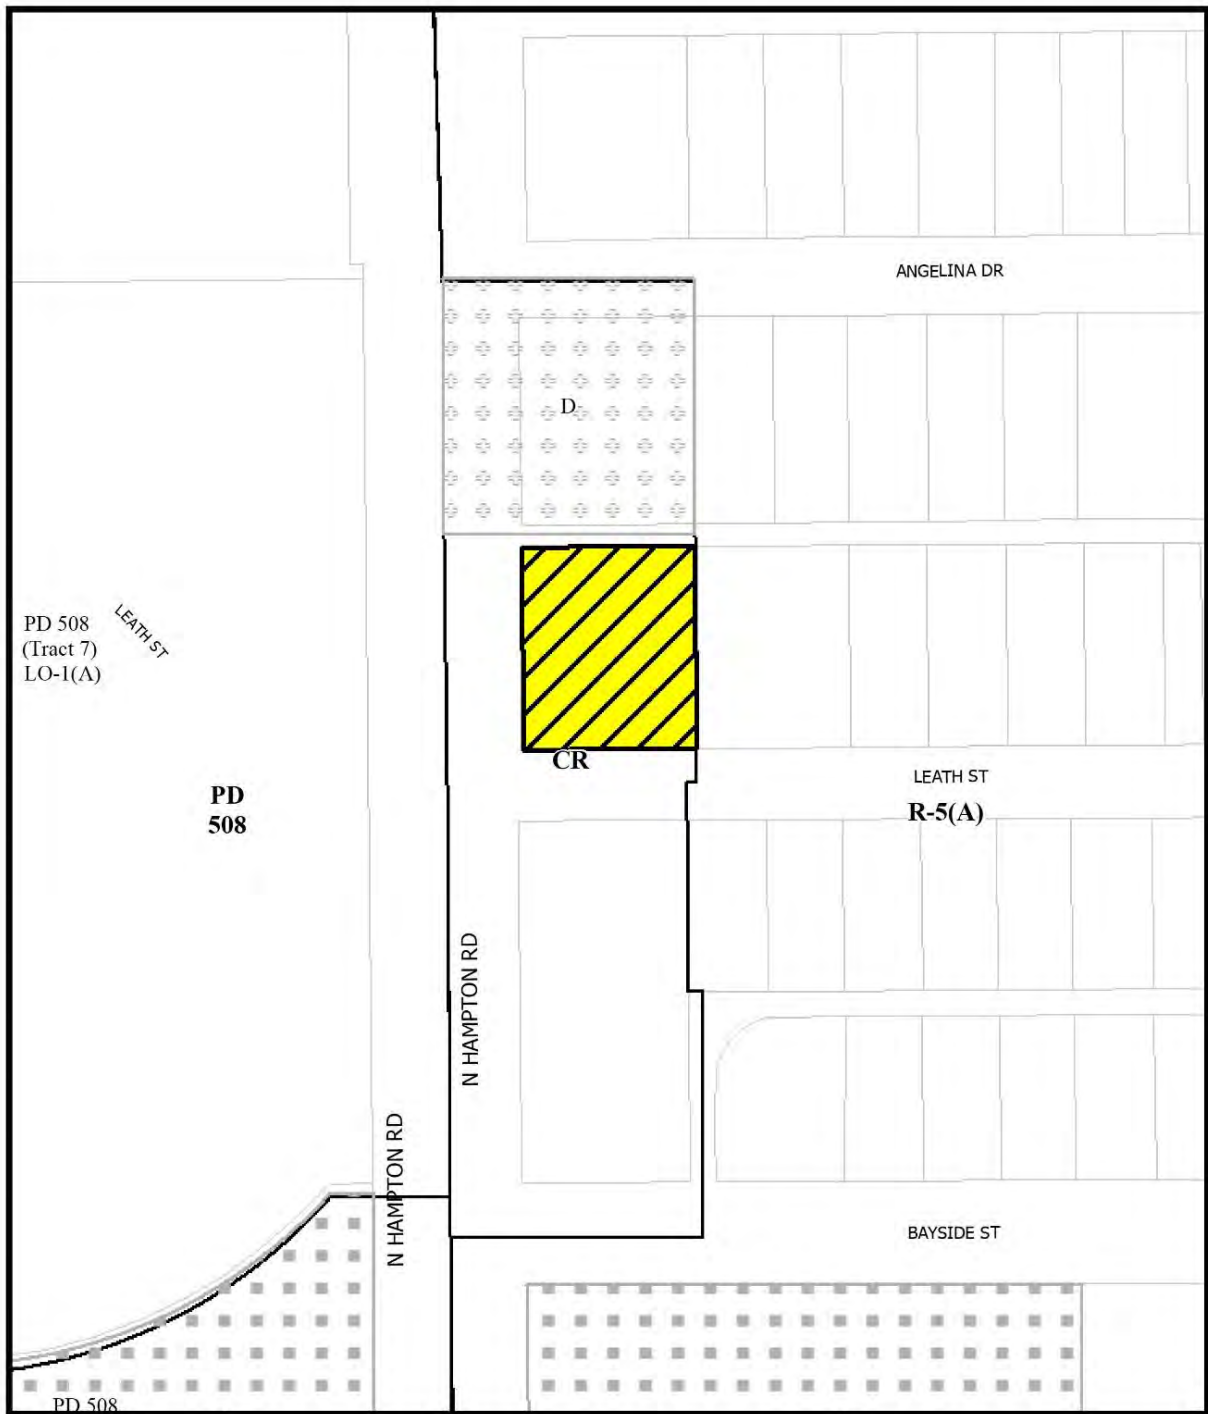 ANGELINA DR
D
PD 508
(Tract 7)
LO-1(A)
LEATH ST
CR
PD
508
LEATH ST
R-5(A)
N HAMPTON RD
N HAMPTON RD
BAYSIDE ST
PD 508